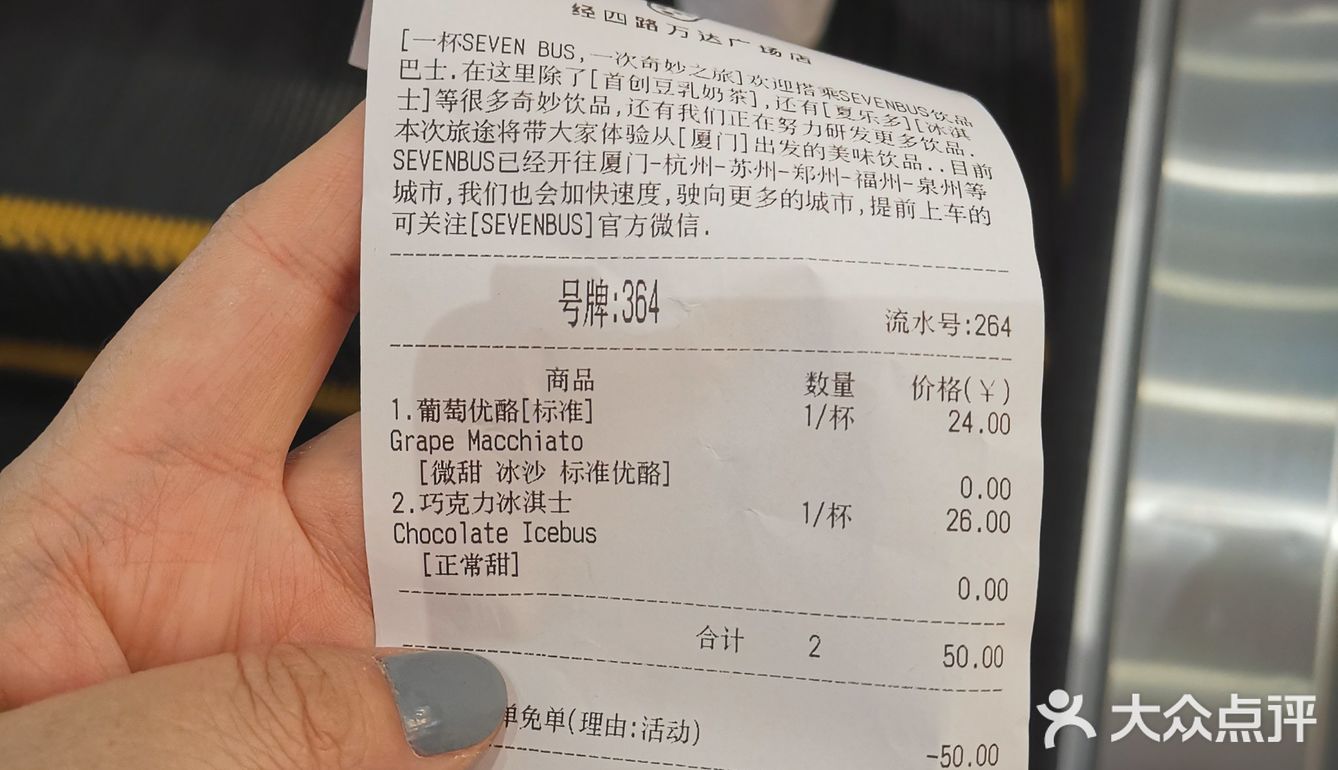 经四路万达广场店
[一杯SEVEN BUS,一次奇妙之旅]欢迎搭乘SEVENBUS饮品
巴士.在这里除了[首创豆乳奶茶],还有[夏乐多][冰淇
士]等很多奇妙饮品,还有我们正在努力研发更多饮品.
本次旅途将带大家体验从[厦门]出发的美味饮品..目前
SEVENBUS已经开往厦门-杭州-苏州-郑州-福州-泉州等
城市,我们也会加快速度,驶向更多的城市,提前上车的
可关注[SEVENBUS]官方微信.
号牌:364 流水号:264
商品 数量 价格(¥)
1.葡萄优酪[标准] 1/杯 24.00
Grape Macchiato
[微甜 冰沙 标准优酪] 0.00
2.巧克力冰淇士 1/杯 26.00
Chocolate Icebus
[正常甜] 0.00
合计 2 50.00
单免单(理由:活动) -50.00
大众点评